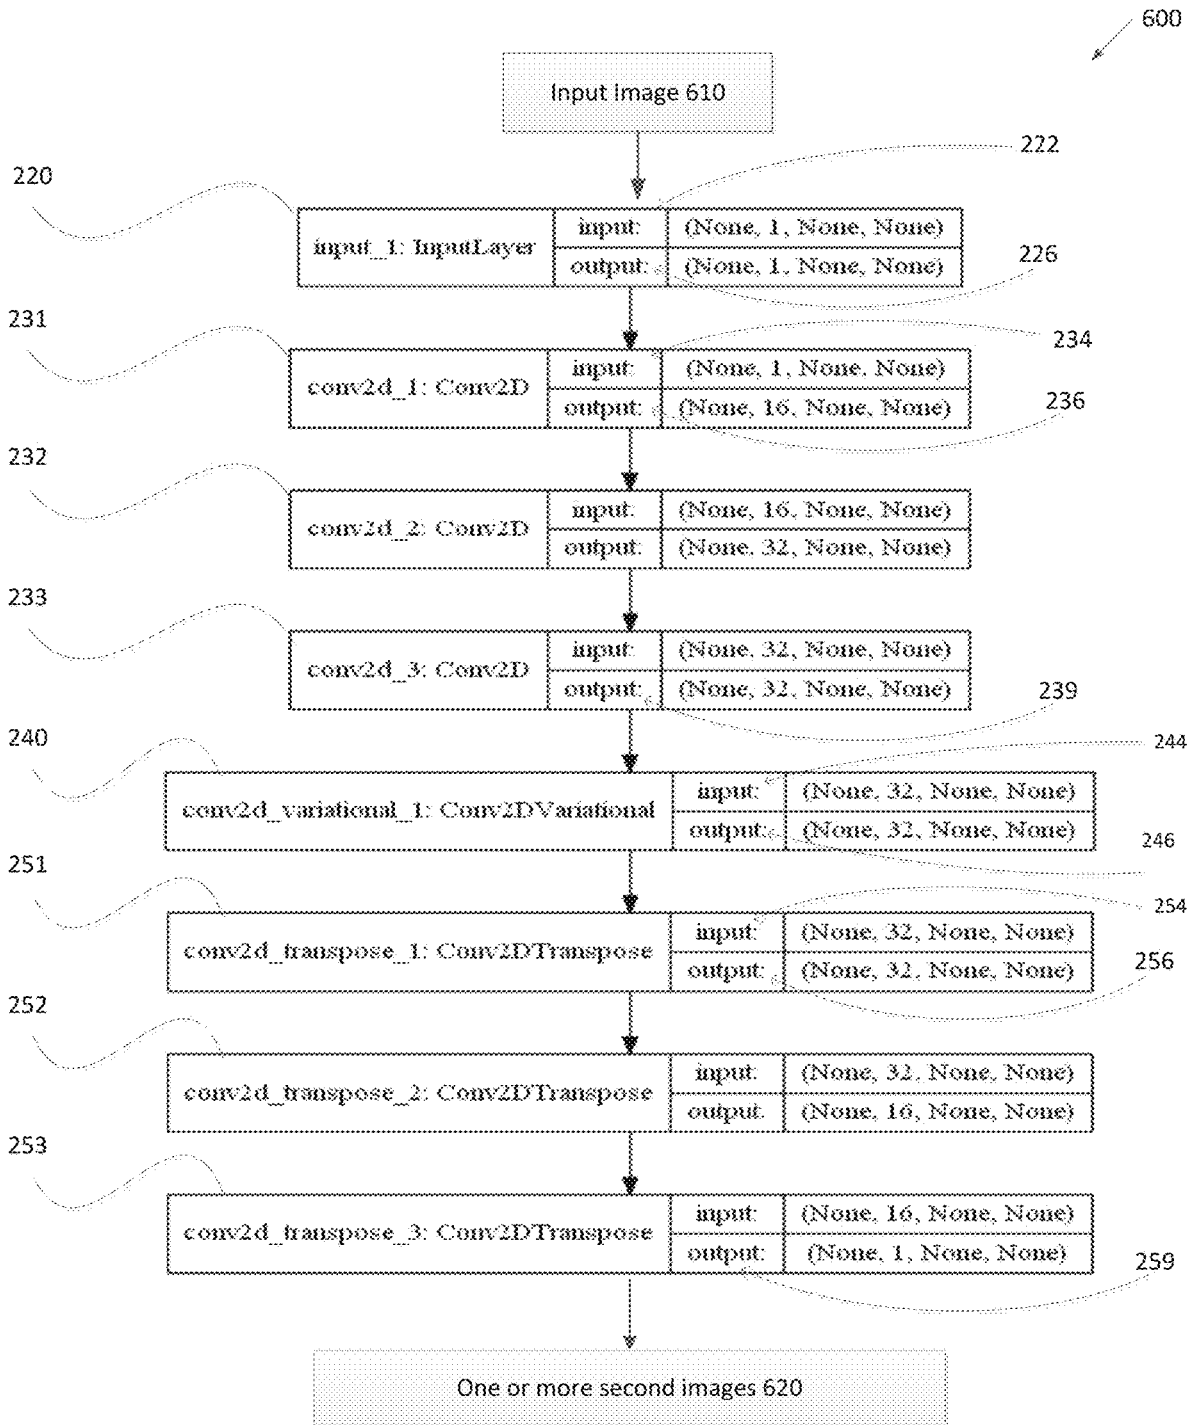 600
Input Image 610
222
220
input_1: InputLayer
input:
(None, 1, None, None)
output:
(None, 1, None, None)
226
231
234
conv2d_1: Conv2D
input:
(None, 1, None, None)
output:
(None, 16, None, None)
236
232
conv2d_2: Conv2D
input:
(None, 16, None, None)
output:
(None, 32, None, None)
233
conv2d_3: Conv2D
input:
(None, 32, None, None)
output:
(None, 32, None, None)
239
240
244
conv2d_variational_1: Conv2DVariational
input:
(None, 32, None, None)
output:
(None, 32, None, None)
246
251
254
conv2d_transpose_1: Conv2DTranspose
input:
(None, 32, None, None)
output:
(None, 32, None, None)
256
252
conv2d_transpose_2: Conv2DTranspose
input:
(None, 32, None, None)
output:
(None, 16, None, None)
253
conv2d_transpose_3: Conv2DTranspose
input:
(None, 16, None, None)
output:
(None, 1, None, None)
259
One or more second images 620